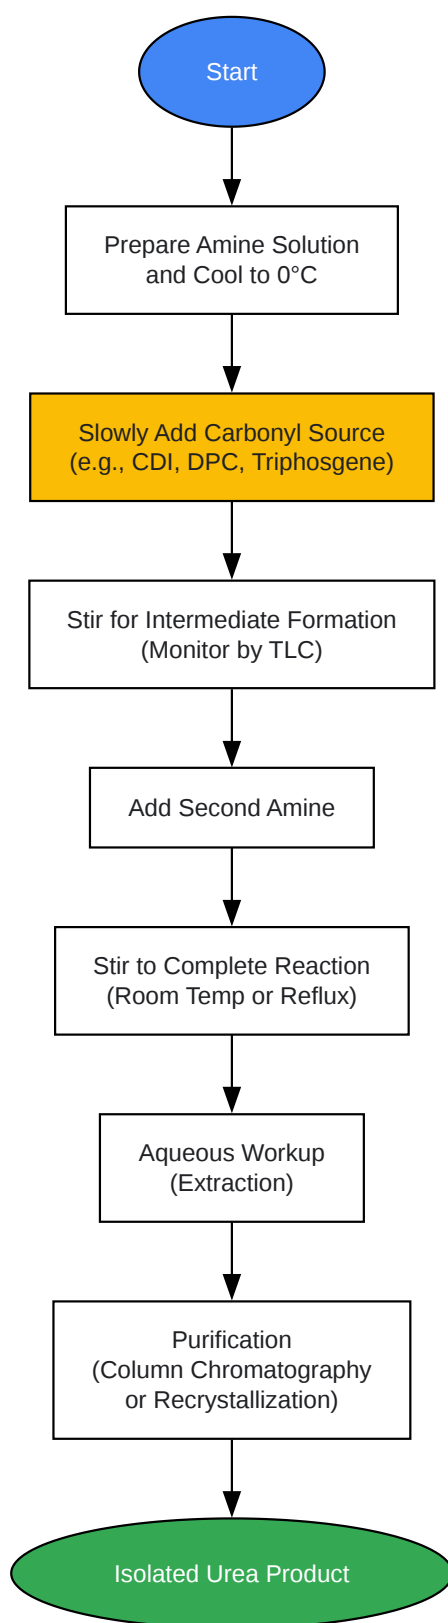 Start
Prepare Amine Solution
and Cool to 0°C
Slowly Add Carbonyl Source
(e.g., CDI, DPC, Triphosgene)
Stir for Intermediate Formation
(Monitor by TLC)
Add Second Amine
Stir to Complete Reaction
(Room Temp or Reflux)
Aqueous Workup
(Extraction)
Purification
(Column Chromatography
or Recrystallization)
Isolated Urea Product